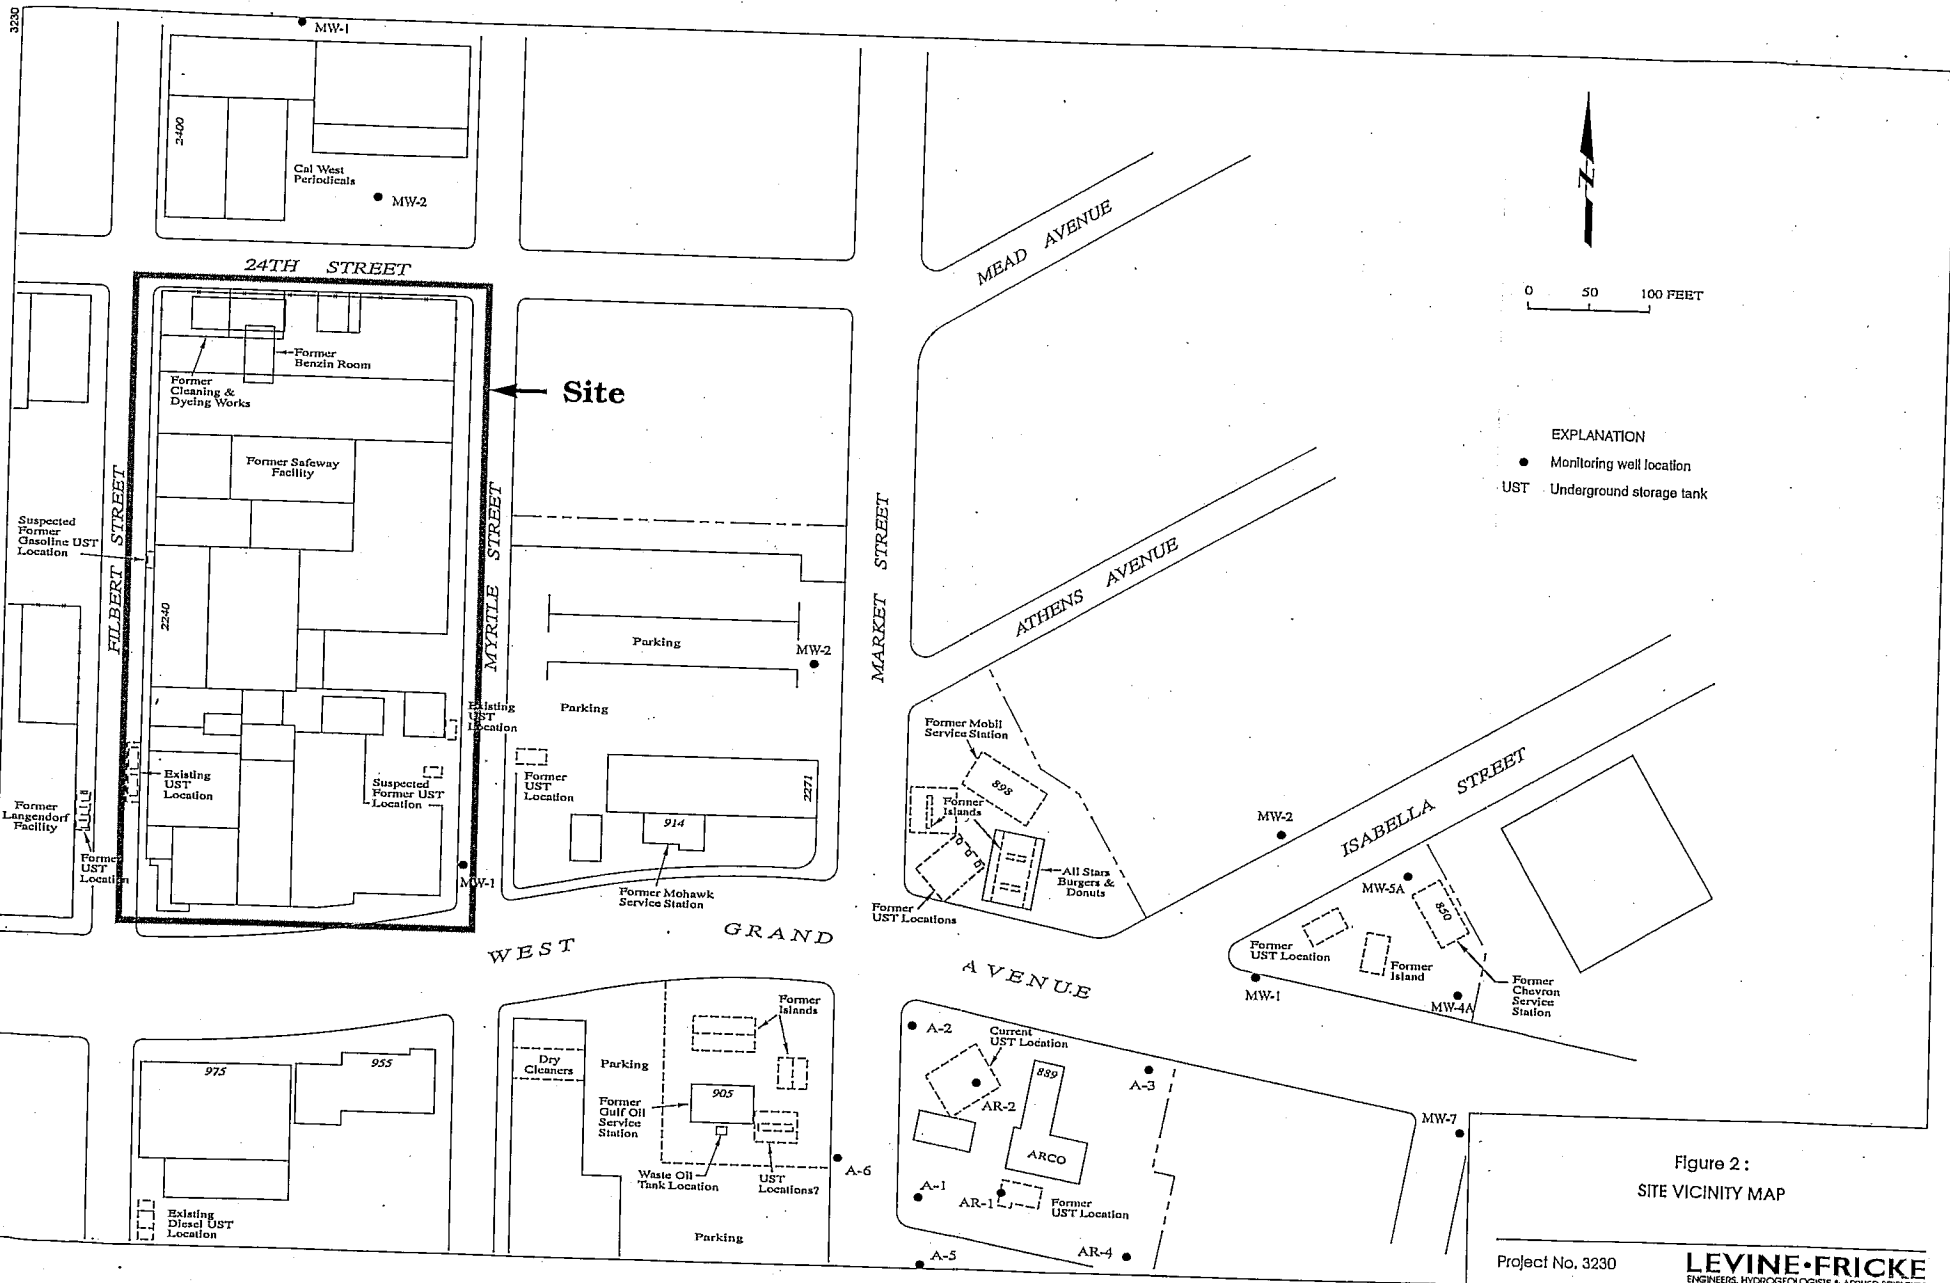 3230
MW-1
2400
Cal West
Periodicals
MW-2
24TH STREET
MEAD AVENUE
N
0 50 100 FEET
Former
Benzin Room
Former
Cleaning &
Dyeing Works
Site
EXPLANATION
Monitoring well location
UST Underground storage tank
Former Safeway
Facility
FILBERT STREET
MYRTLE STREET
MARKET STREET
Suspected
Former
Gasoline UST
Location
2240
ATHENS AVENUE
Parking
MW-2
Parking
Existing
UST
Location
Former Mobil
Service Station
898
Former
Islands
Existing
UST
Location
Suspected
Former UST
Location
Former
UST
Location
2271
914
Former
Langendorf
Facility
Former
UST
Location
MW-1
Former Mohawk
Service Station
All Stars
Burgers &
Donuts
Former
UST Locations
MW-2
ISABELLA STREET
MW-5A
850
Former
UST Location
Former
Island
MW-1
MW-4A
Former
Chevron
Service
Station
WEST GRAND AVENUE
975
955
Dry
Cleaners
Parking
Former
Islands
905
Former
Gulf Oil
Service
Station
Waste Oil
Tank Location
UST
Locations?
A-6
Parking
Existing
Diesel UST
Location
A-2
Current
UST Location
889
AR-2
A-3
ARCO
A-1
AR-1
Former
UST Location
A-5
AR-4
MW-7
Figure 2 :
SITE VICINITY MAP
Project No. 3230
LEVINE•FRICKE